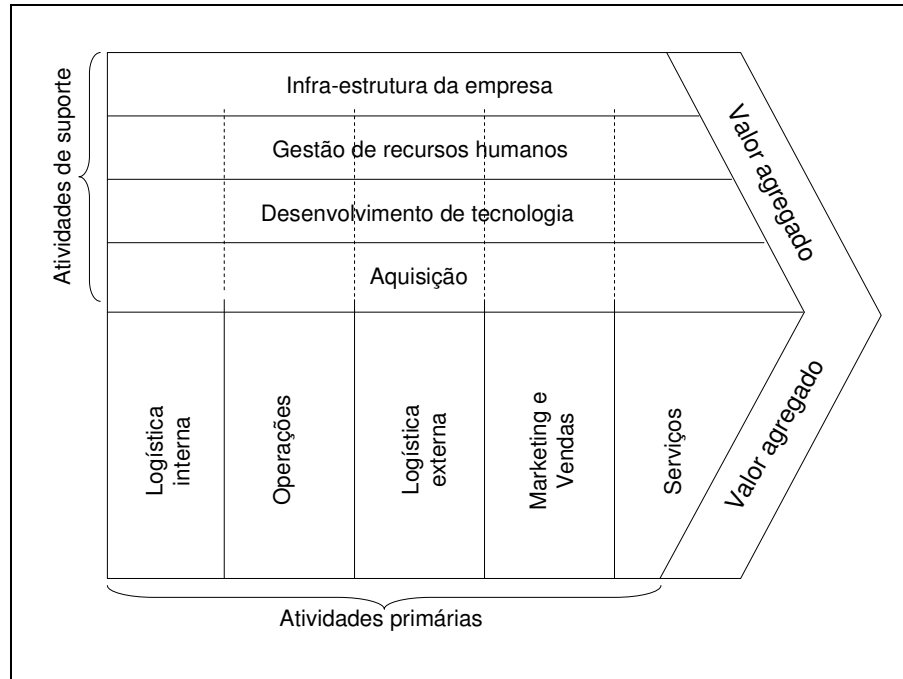 Atividades de suporte
Infra-estrutura da empresa
Gestão de recursos humanos
Desenvolvimento de tecnologia
Aquisição
Valor agregado
Logística
interna
Operações
Logística
externa
Marketing e
Vendas
Serviços
Valor agregado
Atividades primárias